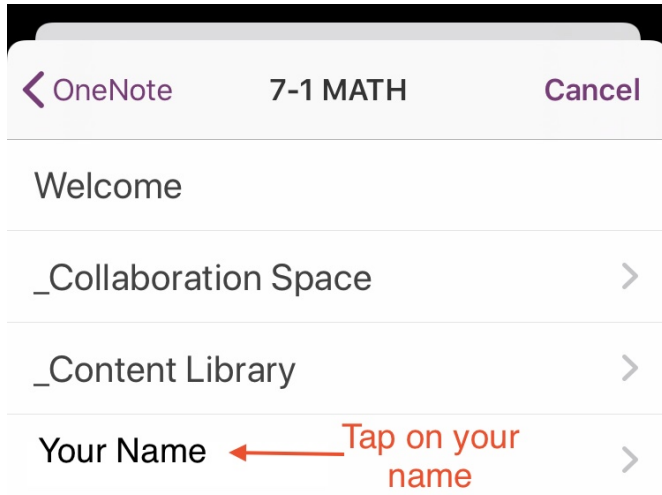 OneNote 7-1 MATH Cancel
Welcome
_Collaboration Space
_Content Library
Your Name Tap on your
name